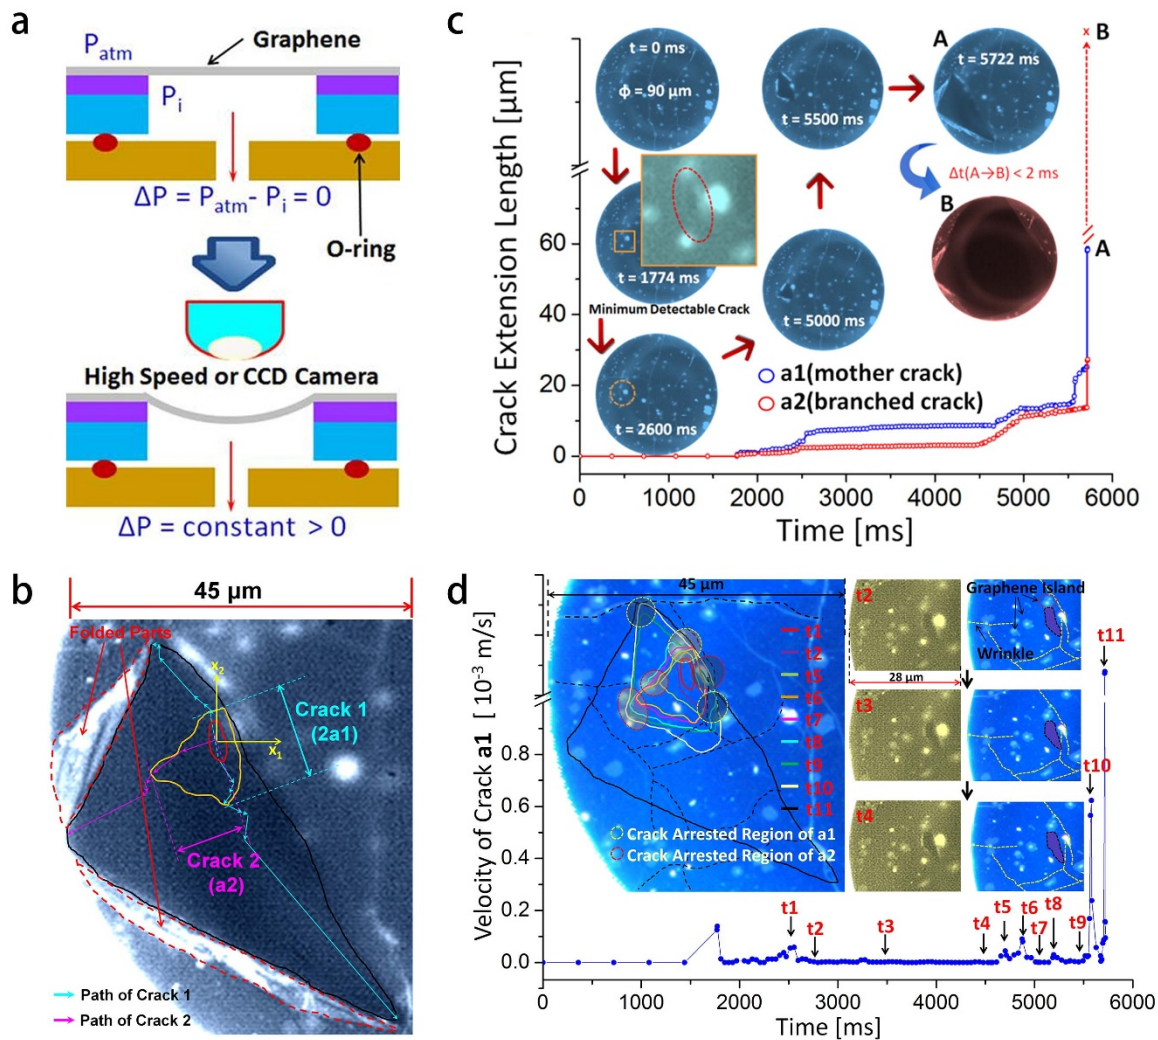 a
P_atm
Graphene
P_i
ΔP = P_atm- P_i = 0
O-ring
High Speed or CCD Camera
ΔP = constant > 0
b
45 μm
Folded Parts
x_2
x_1
Crack 1
(2a1)
Crack 2
(a2)
Path of Crack 1
Path of Crack 2
c
Crack Extension Length [μm]
80
60
40
20
0
0 1000 2000 3000 4000 5000 6000
Time [ms]
t = 0 ms
ϕ = 90 μm
t = 1774 ms
Minimum Detectable Crack
t = 2600 ms
t = 5000 ms
t = 5500 ms
A
t = 5722 ms
Δt(A→B) < 2 ms
B
x B
A
a1(mother crack)
a2(branched crack)
d
Velocity of Crack a1 [10⁻³ m/s]
0.8
0.6
0.4
0.2
0.0
0 1000 2000 3000 4000 5000 6000
Time [ms]
45 μm
t1
t2
t5
t6
t7
t8
t9
t10
t11
Crack Arrested Region of a1
Crack Arrested Region of a2
t2
28 μm
t3
t4
Graphene Island
Wrinkle
t1
t2
t3
t4
t5
t6
t7
t8
t9
t10
t11